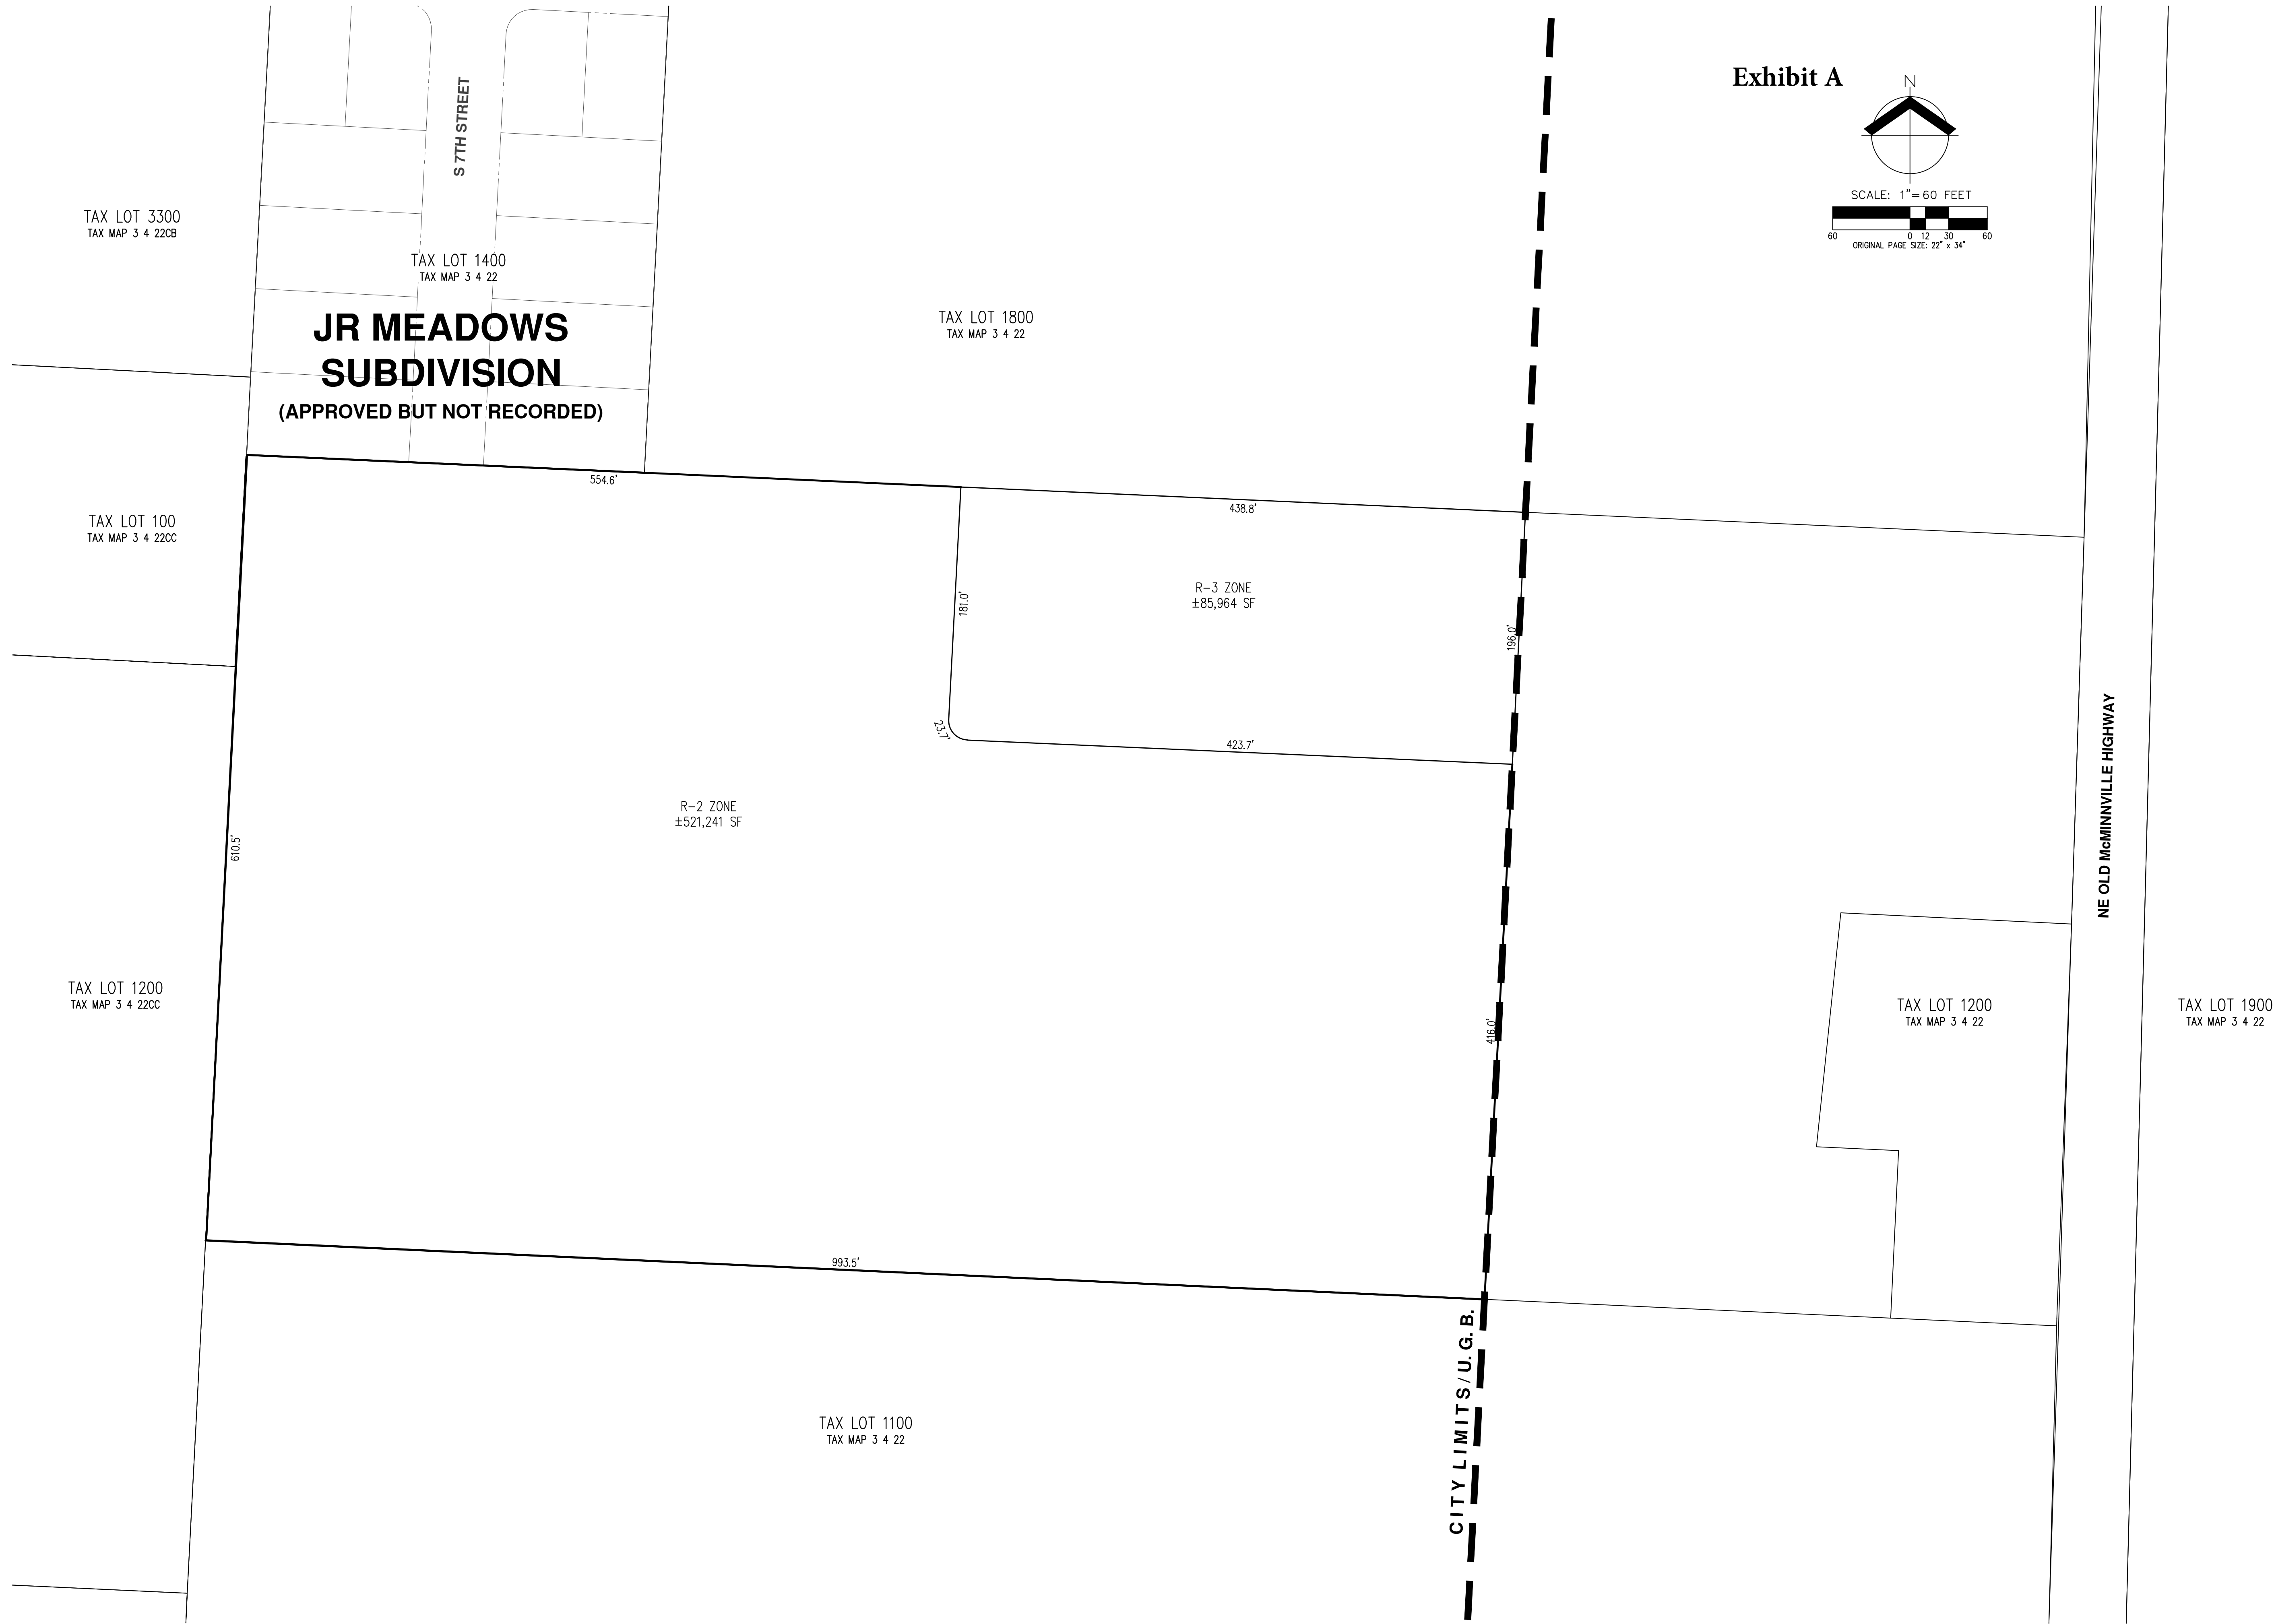 Exhibit A
N
SCALE: 1"=60 FEET
60 0 12 30 60
ORIGINAL PAGE SIZE: 22" x 34"
S 7TH STREET
TAX LOT 3300
TAX MAP 3 4 22CB
TAX LOT 1400
TAX MAP 3 4 22
JR MEADOWS
SUBDIVISION
(APPROVED BUT NOT RECORDED)
TAX LOT 1800
TAX MAP 3 4 22
554.6'
438.8'
TAX LOT 100
TAX MAP 3 4 22CC
R-3 ZONE
±85,964 SF
181.0'
196.0'
23.7'
423.7'
R-2 ZONE
±521,241 SF
610.5'
NE OLD McMINNVILLE HIGHWAY
TAX LOT 1200
TAX MAP 3 4 22CC
416.0'
TAX LOT 1200
TAX MAP 3 4 22
TAX LOT 1900
TAX MAP 3 4 22
993.5'
CITY LIMITS/U.G.B.
TAX LOT 1100
TAX MAP 3 4 22